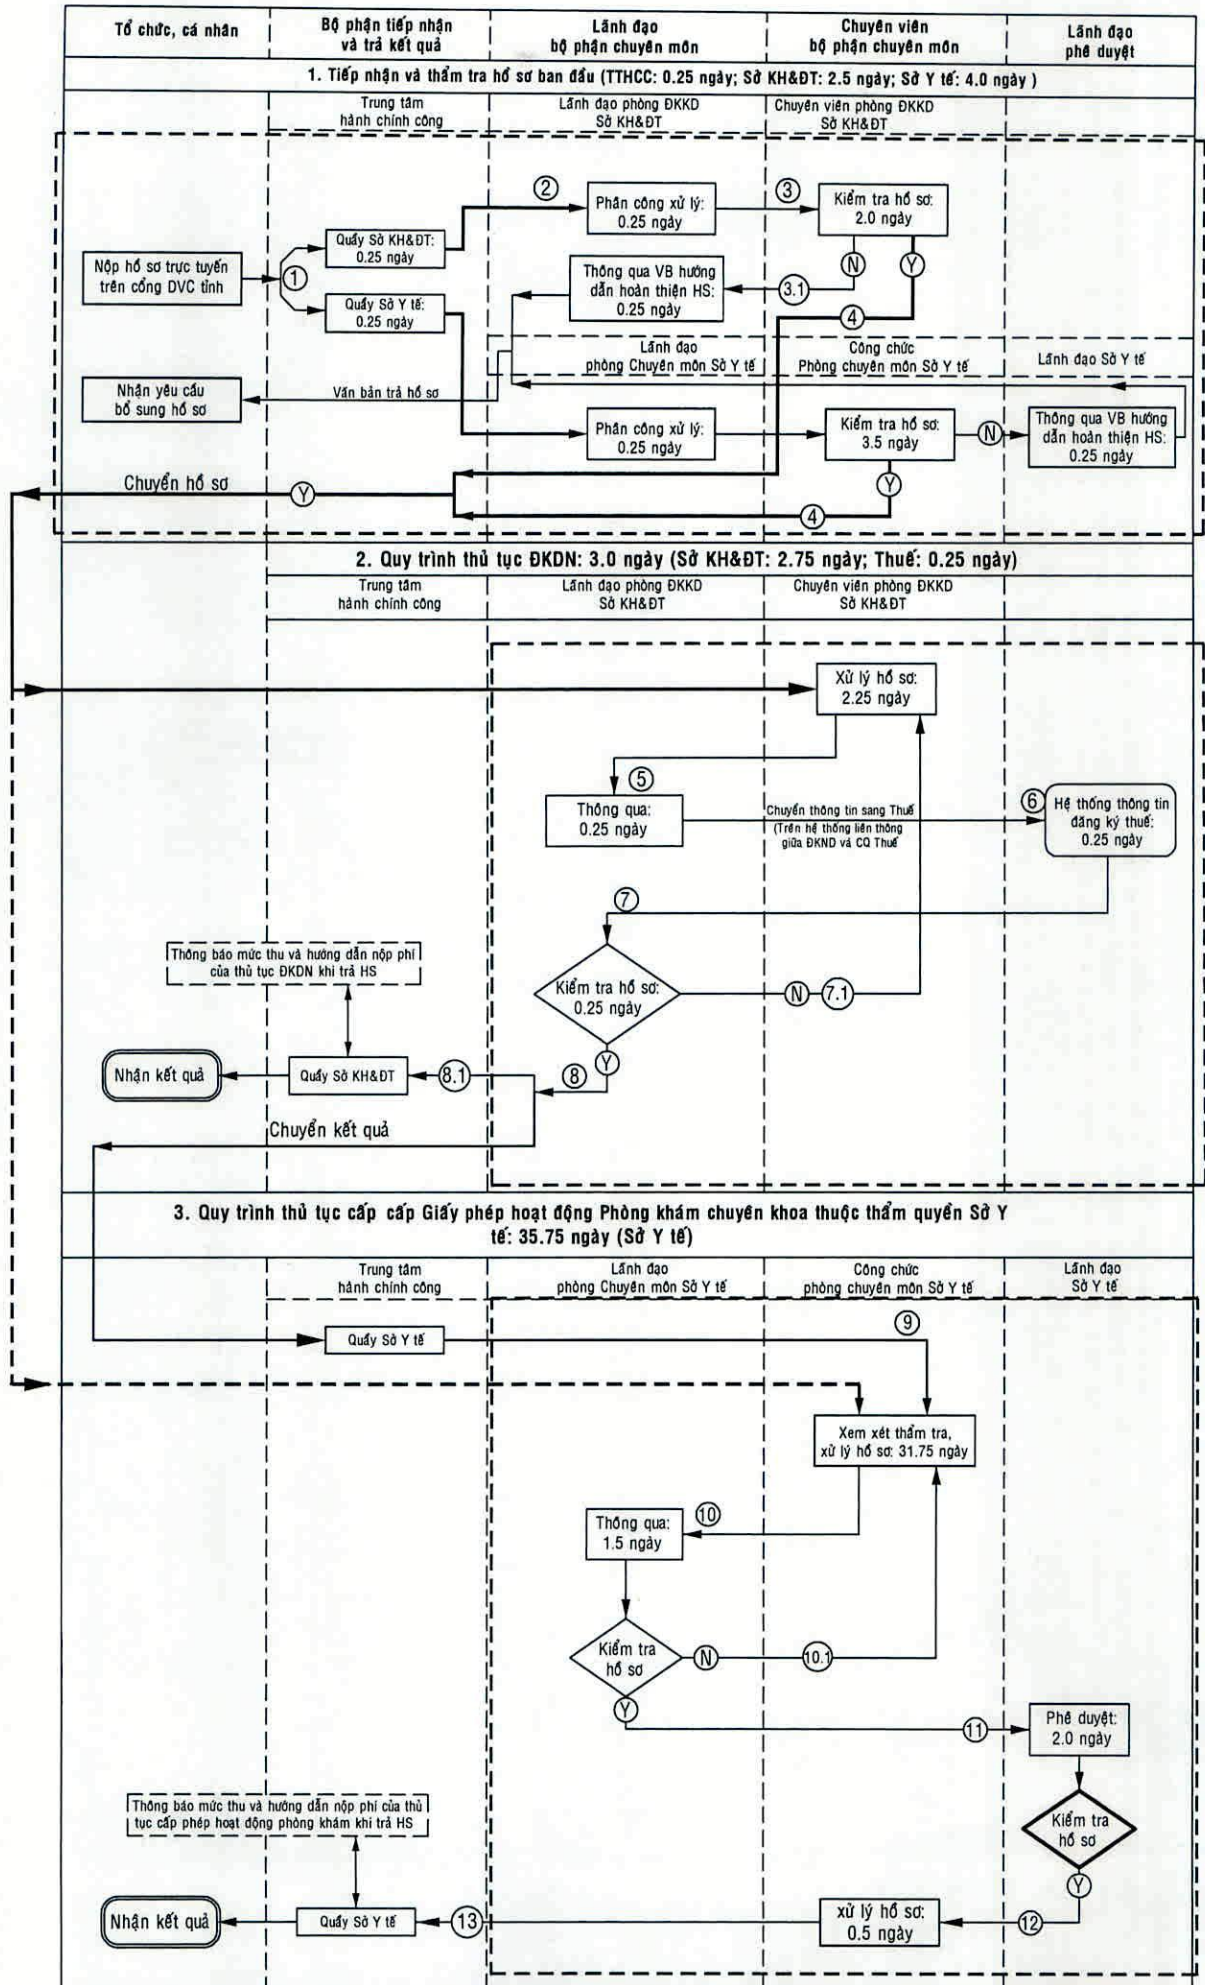 Tổ chức, cá nhân
Bộ phận tiếp nhận
và trả kết quả
Lãnh đạo
bộ phận chuyên môn
Chuyên viên
bộ phận chuyên môn
Lãnh đạo
phê duyệt
1. Tiếp nhận và thẩm tra hồ sơ ban đầu (TTHCC: 0.25 ngày; Sở KH&ĐT: 2.5 ngày; Sở Y tế: 4.0 ngày )
Trung tâm
hành chính công
Lãnh đạo phòng ĐKKD
Sở KH&ĐT
Chuyên viên phòng ĐKKD
Sở KH&ĐT
2
Phân công xử lý:
0.25 ngày
3
Kiểm tra hồ sơ:
2.0 ngày
Nộp hồ sơ trực tuyến
trên cổng DVC tỉnh
1
Quầy Sở KH&ĐT:
0.25 ngày
Quầy Sở Y tế:
0.25 ngày
Thông qua VB hướng
dẫn hoàn thiện HS:
0.25 ngày
3.1
N
Y
4
Lãnh đạo
phòng Chuyên môn Sở Y tế
Công chức
Phòng chuyên môn Sở Y tế
Lãnh đạo Sở Y tế
Nhận yêu cầu
bổ sung hồ sơ
Văn bản trả hồ sơ
Phân công xử lý:
0.25 ngày
Kiểm tra hồ sơ:
3.5 ngày
N
Thông qua VB hướng
dẫn hoàn thiện HS:
0.25 ngày
Chuyển hồ sơ
Y
Y
4
2. Quy trình thủ tục ĐKDN: 3.0 ngày (Sở KH&ĐT: 2.75 ngày; Thuế: 0.25 ngày)
Trung tâm
hành chính công
Lãnh đạo phòng ĐKKD
Sở KH&ĐT
Chuyên viên phòng ĐKKD
Sở KH&ĐT
Xử lý hồ sơ:
2.25 ngày
5
Thông qua:
0.25 ngày
Chuyển thông tin sang Thuế
(Trên hệ thống liên thông
giữa ĐKND và CQ Thuế
6
Hệ thống thông tin
đăng ký thuế:
0.25 ngày
7
Thông báo mức thu và hướng dẫn nộp phí
của thủ tục ĐKDN khi trả HS
Kiểm tra hồ sơ:
0.25 ngày
N
7.1
Y
Nhận kết quả
Quầy Sở KH&ĐT
8.1
8
Chuyển kết quả
3. Quy trình thủ tục cấp cấp Giấy phép hoạt động Phòng khám chuyên khoa thuộc thẩm quyền Sở Y
tế: 35.75 ngày (Sở Y tế)
Trung tâm
hành chính công
Lãnh đạo
phòng Chuyên môn Sở Y tế
Công chức
phòng chuyên môn Sở Y tế
Lãnh đạo
Sở Y tế
Quầy Sở Y tế
9
Xem xét thẩm tra,
xử lý hồ sơ: 31.75 ngày
Thông qua:
1.5 ngày
10
Kiểm tra
hồ sơ
N
10.1
Y
11
Phê duyệt:
2.0 ngày
Thông báo mức thu và hướng dẫn nộp phí của thủ
tục cấp phép hoạt động phòng khám khi trả HS
Kiểm tra
hồ sơ
Y
Nhận kết quả
Quầy Sở Y tế
13
xử lý hồ sơ:
0.5 ngày
12